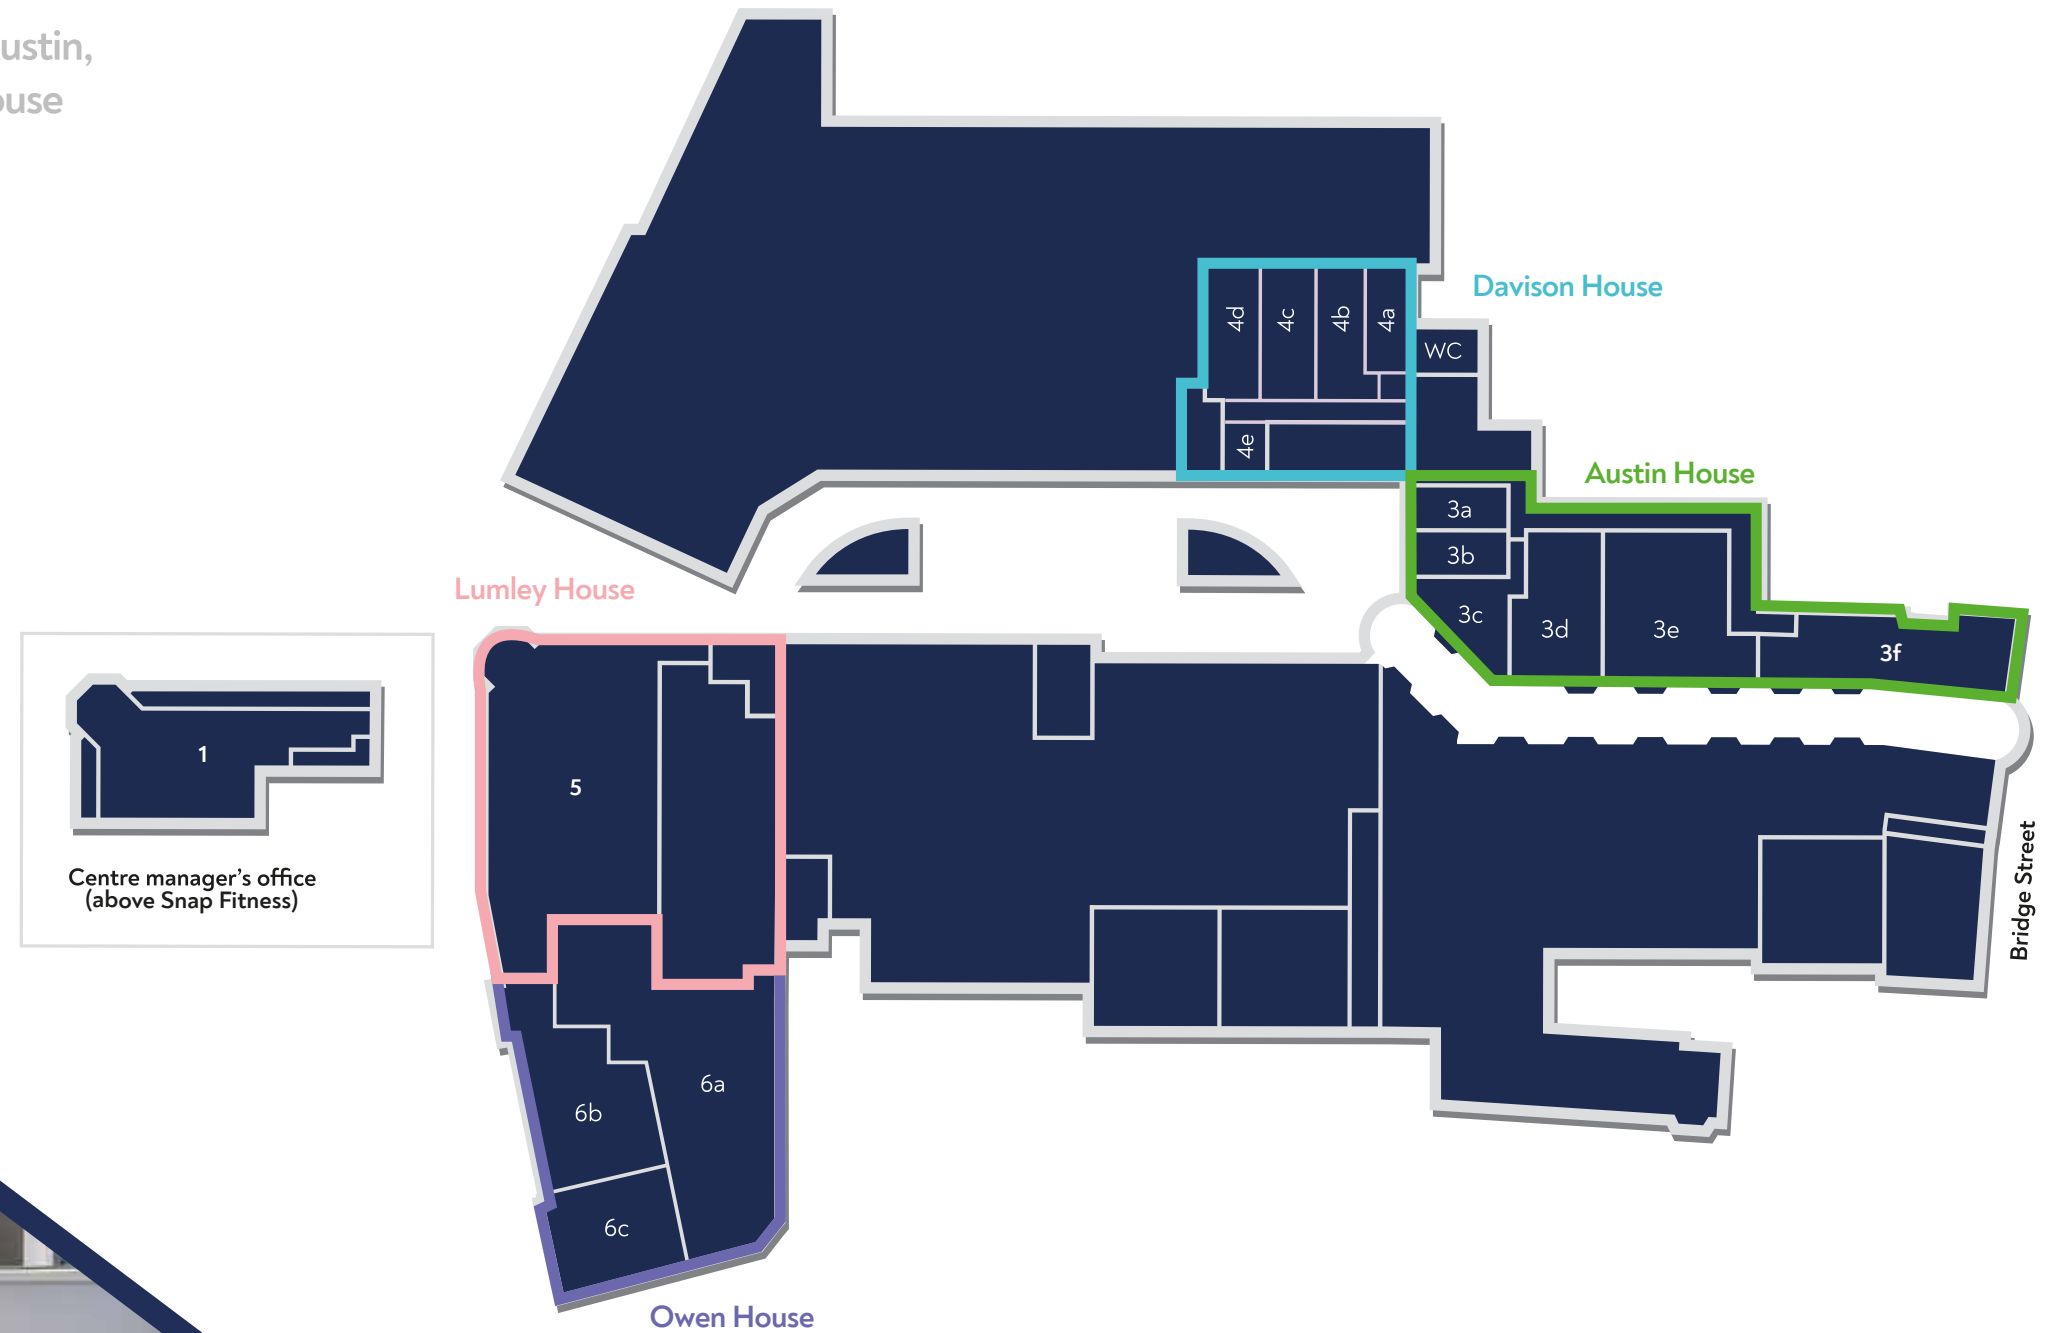 ustin,
ouse
Davison House
4d
4c
4b
4a
WC
4e
Austin House
3a
3b
3c
3d
3e
3f
Lumley House
1
5
Centre manager’s office
(above Snap Fitness)
Bridge Street
6a
6b
6c
Owen House